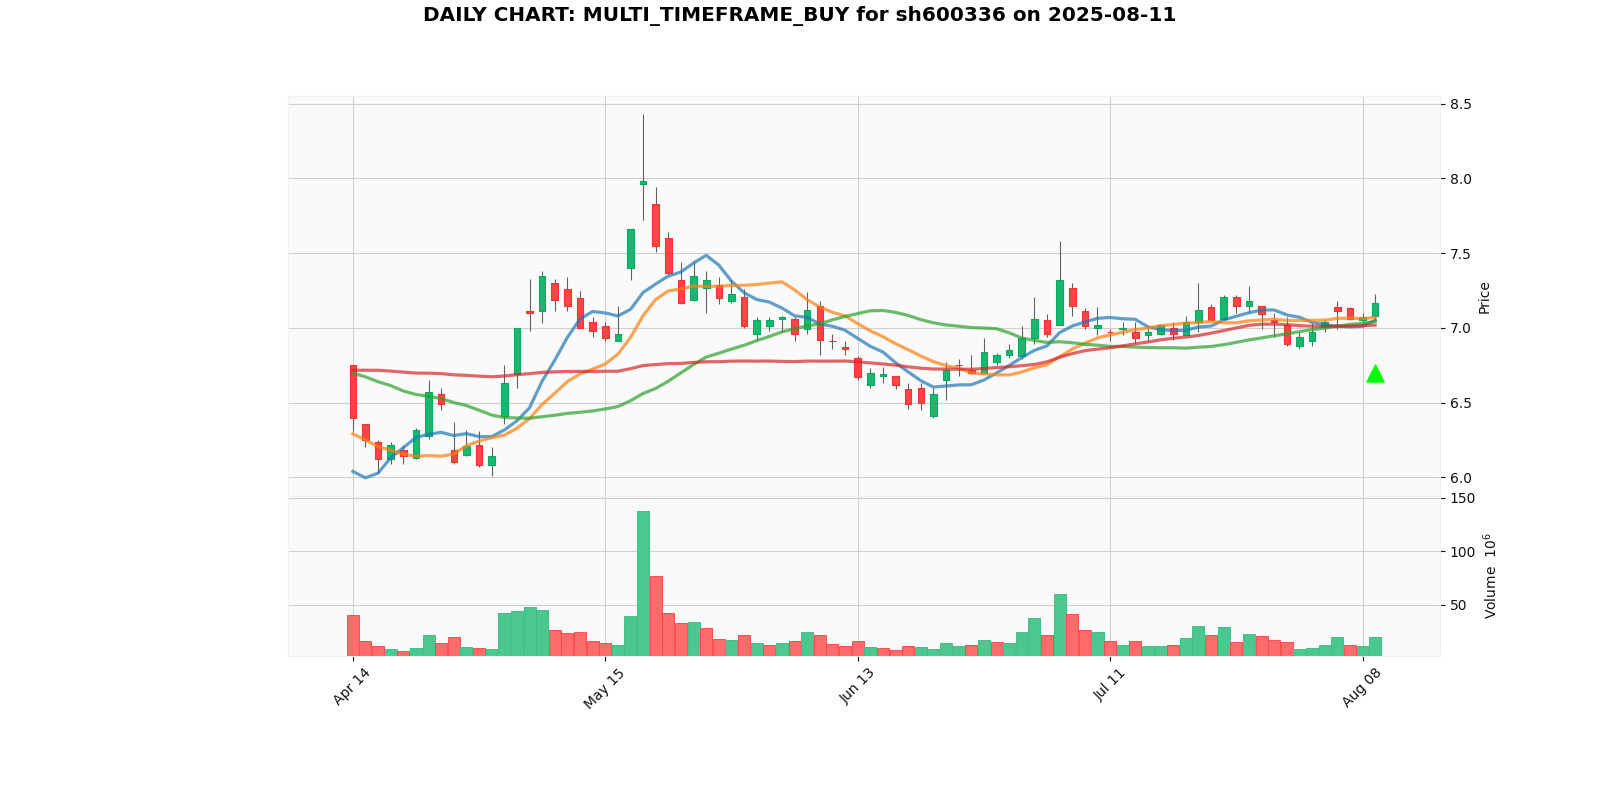 DAILY CHART: MULTI_TIMEFRAME_BUY for sh600336 on 2025-08-11
8.5
8.0
7.5
7.0
6.5
6.0
Price
150
100
50
Volume 10^6
Apr 14
May 15
Jun 13
Jul 11
Aug 08